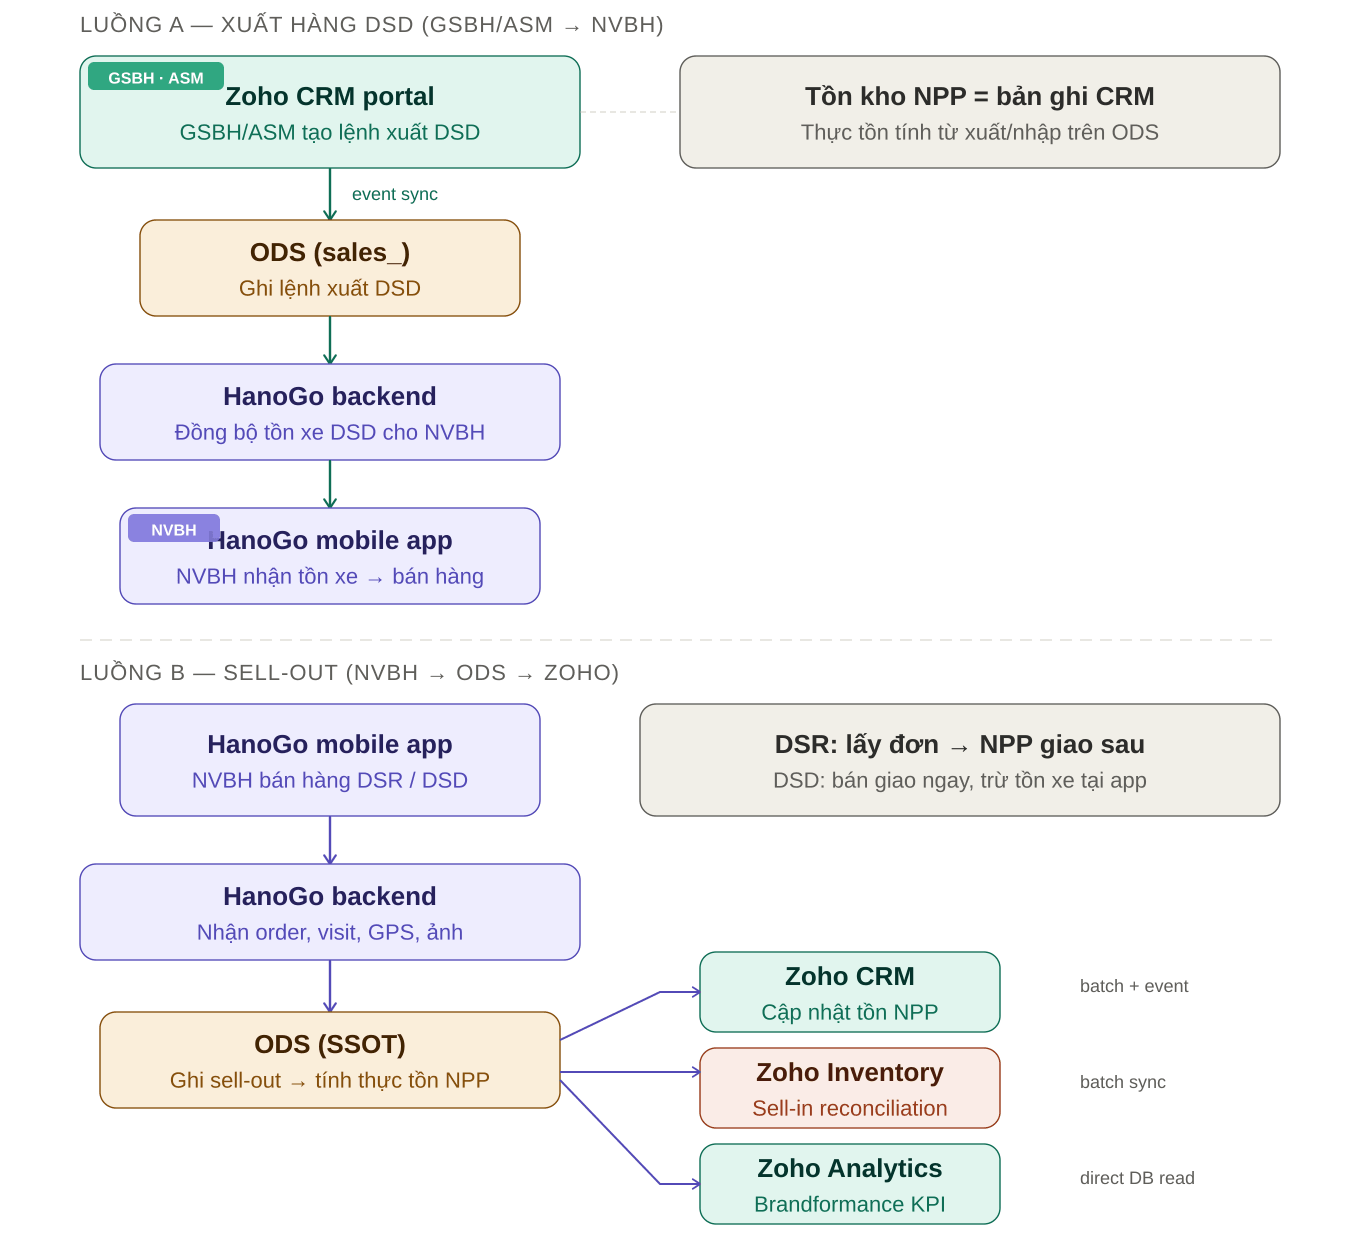 LUỒNG A — XUẤT HÀNG DSD (GSBH/ASM → NVBH)
GSBH · ASM
Zoho CRM portal
GSBH/ASM tạo lệnh xuất DSD
Tồn kho NPP = bản ghi CRM
Thực tồn tính từ xuất/nhập trên ODS
event sync
ODS (sales_)
Ghi lệnh xuất DSD
HanoGo backend
Đồng bộ tồn xe DSD cho NVBH
NVBH
HanoGo mobile app
NVBH nhận tồn xe → bán hàng
LUỒNG B — SELL-OUT (NVBH → ODS → ZOHO)
HanoGo mobile app
NVBH bán hàng DSR / DSD
DSR: lấy đơn → NPP giao sau
DSD: bán giao ngay, trừ tồn xe tại app
HanoGo backend
Nhận order, visit, GPS, ảnh
ODS (SSOT)
Ghi sell-out → tính thực tồn NPP
Zoho CRM
Cập nhật tồn NPP
batch + event
Zoho Inventory
Sell-in reconciliation
batch sync
Zoho Analytics
Brandformance KPI
direct DB read